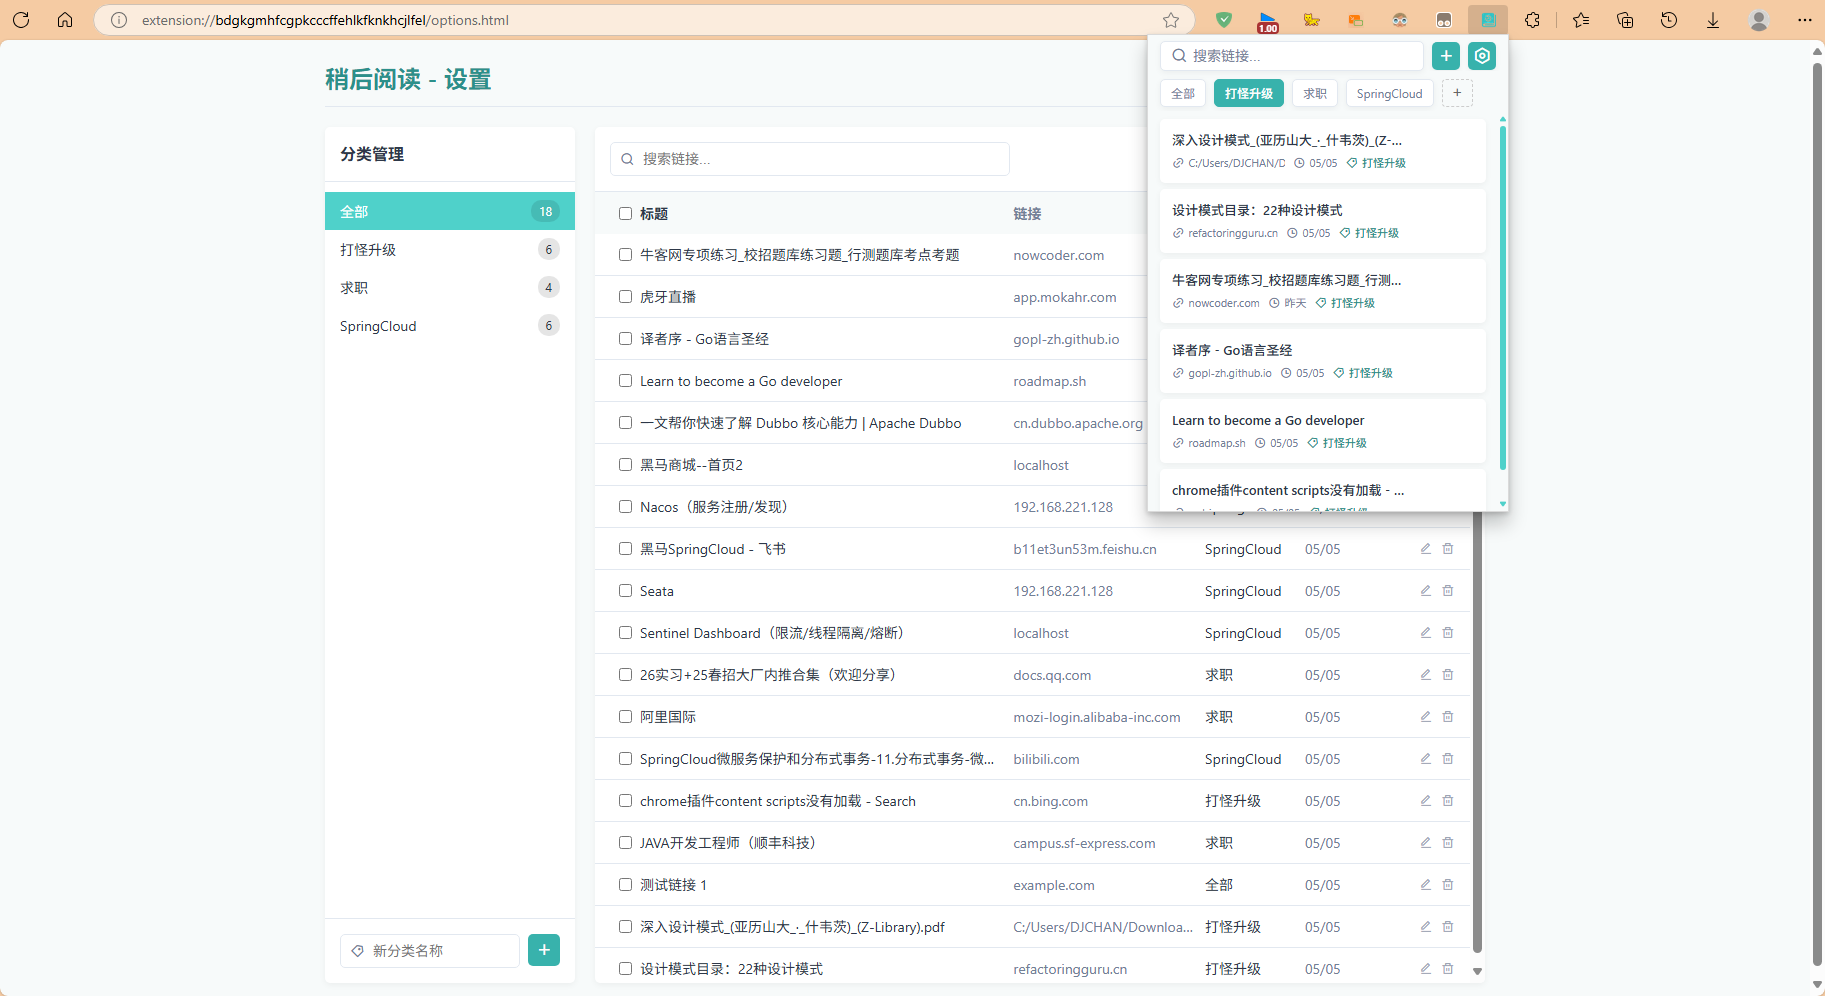 extension://bdgkgmhfcgpkcccffehlkfknkhcjlfel/options.html
1.00
稍后阅读 - 设置
分类管理
全部 18
打怪升级 6
求职 4
SpringCloud 6
新分类名称
+
搜索链接...
标题 链接
牛客网专项练习_校招题库练习题_行测题库考点考题 nowcoder.com
虎牙直播 app.mokahr.com
译者序 - Go语言圣经 gopl-zh.github.io
Learn to become a Go developer roadmap.sh
一文帮你快速了解 Dubbo 核心能力 | Apache Dubbo cn.dubbo.apache.org
黑马商城--首页2 localhost
Nacos（服务注册/发现） 192.168.221.128
黑马SpringCloud - 飞书 b11et3un53m.feishu.cn SpringCloud 05/05
Seata 192.168.221.128 SpringCloud 05/05
Sentinel Dashboard（限流/线程隔离/熔断） localhost SpringCloud 05/05
26实习+25春招大厂内推合集（欢迎分享） docs.qq.com 求职 05/05
阿里国际 mozi-login.alibaba-inc.com 求职 05/05
SpringCloud微服务保护和分布式事务-11.分布式事务-微... bilibili.com SpringCloud 05/05
chrome插件content scripts没有加载 - Search cn.bing.com 打怪升级 05/05
JAVA开发工程师（顺丰科技） campus.sf-express.com 求职 05/05
测试链接 1 example.com 全部 05/05
深入设计模式_(亚历山大_·_什韦茨)_(Z-Library).pdf C:/Users/DJCHAN/Downloa... 打怪升级 05/05
设计模式目录：22种设计模式 refactoringguru.cn 打怪升级 05/05
搜索链接...
+
全部 打怪升级 求职 SpringCloud +
深入设计模式_(亚历山大_·_什韦茨)_(Z-...
C:/Users/DJCHAN/D 05/05 打怪升级
设计模式目录：22种设计模式
refactoringguru.cn 05/05 打怪升级
牛客网专项练习_校招题库练习题_行测...
nowcoder.com 昨天 打怪升级
译者序 - Go语言圣经
gopl-zh.github.io 05/05 打怪升级
Learn to become a Go developer
roadmap.sh 05/05 打怪升级
chrome插件content scripts没有加载 - ...